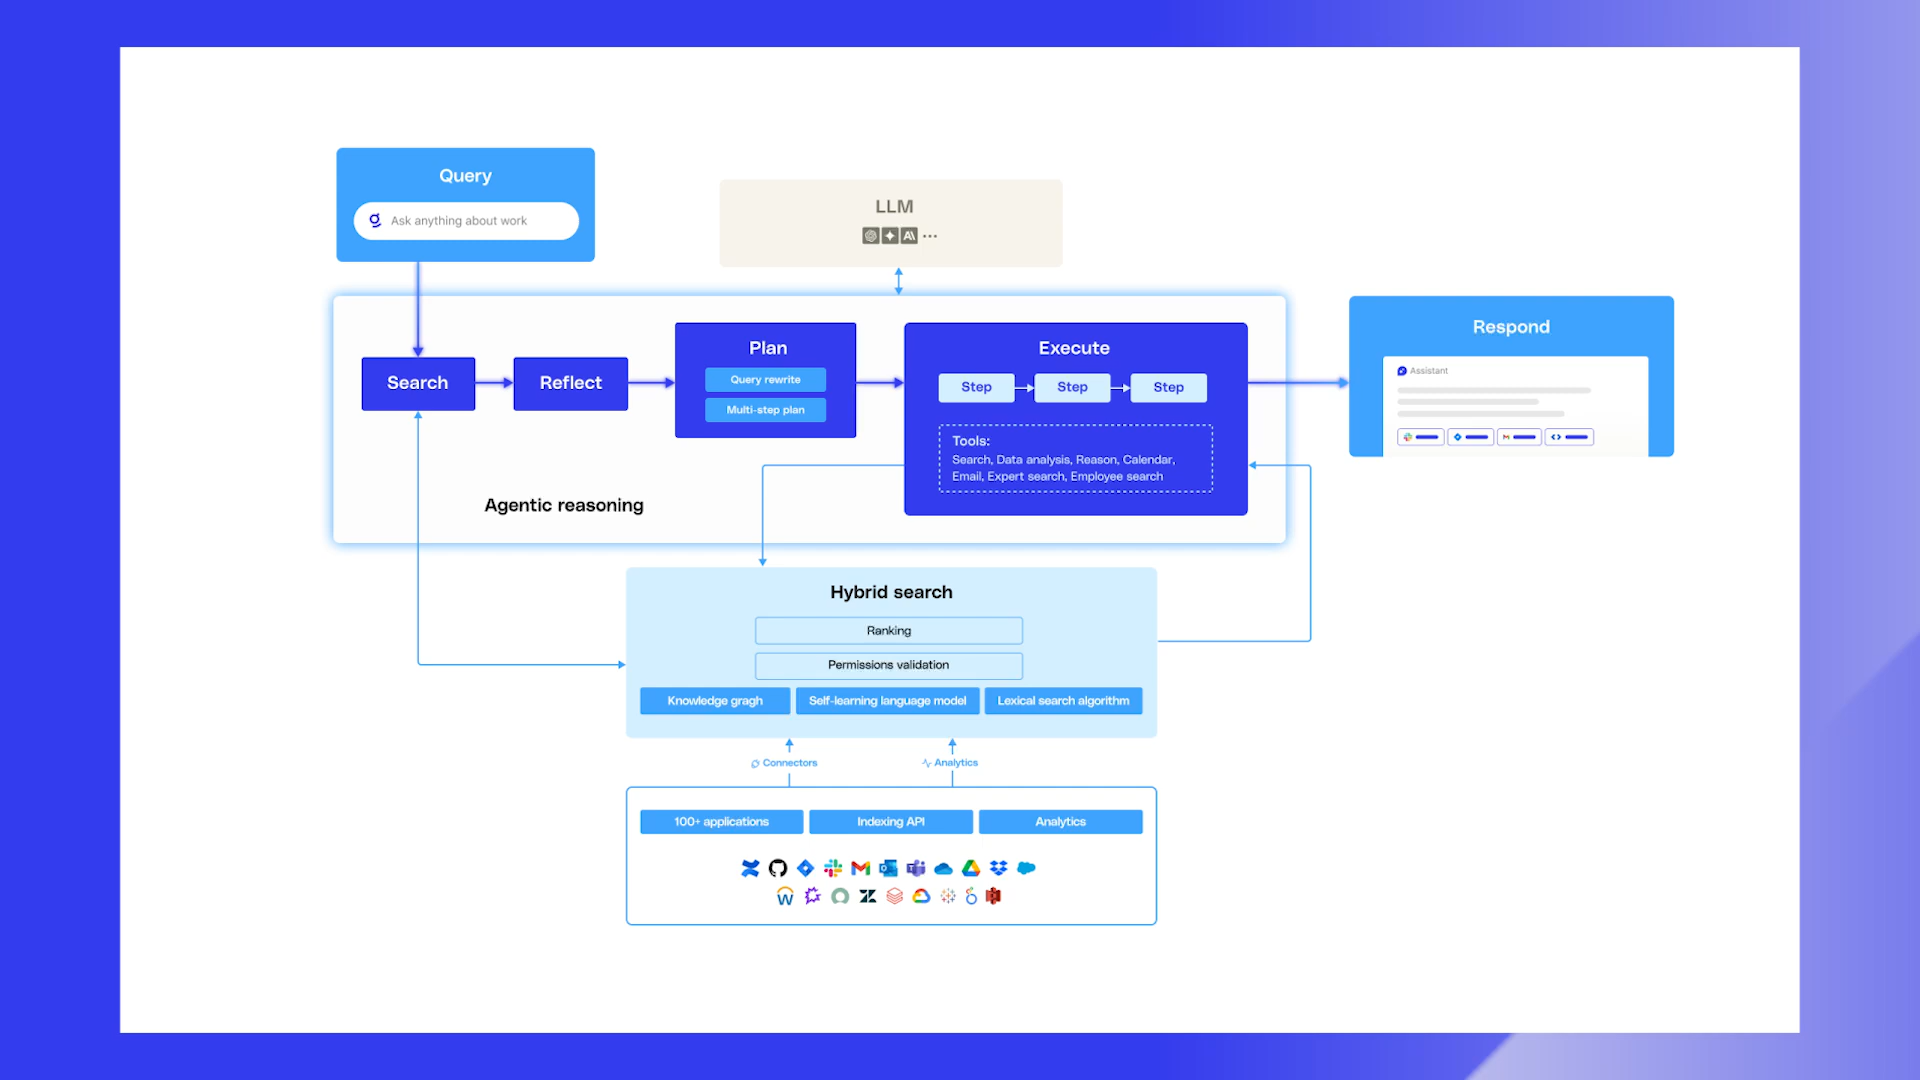 Query
Ask anything about work
LLM
Search
Reflect
Plan
Query rewrite
Multi-step plan
Execute
Step
Step
Step
Tools:
Search, Data analysis, Reason, Calendar,
Email, Expert search, Employee search
Respond
Assistant
Agentic reasoning
Hybrid search
Ranking
Permissions validation
Knowledge gragh
Self-learning language model
Lexical search algorithm
Connectors
Analytics
100+ applications
Indexing API
Analytics